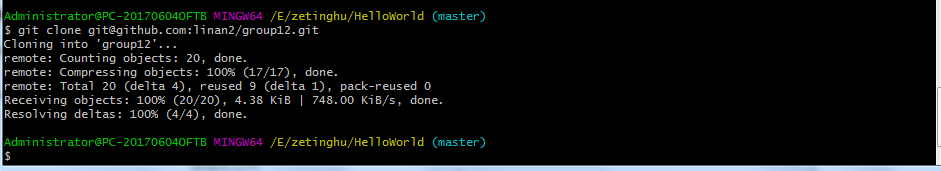 Administrator@PC-201706040FTB MINGW64 /E/zetinghu/HelloWorld (master)
$ git clone git@github.com:linan2/group12.git
Cloning into 'group12'...
remote: Counting objects: 20, done.
remote: Compressing objects: 100% (17/17), done.
remote: Total 20 (delta 4), reused 9 (delta 1), pack-reused 0
Receiving objects: 100% (20/20), 4.38 KiB | 748.00 KiB/s, done.
Resolving deltas: 100% (4/4), done.
Administrator@PC-201706040FTB MINGW64 /E/zetinghu/HelloWorld (master)
$